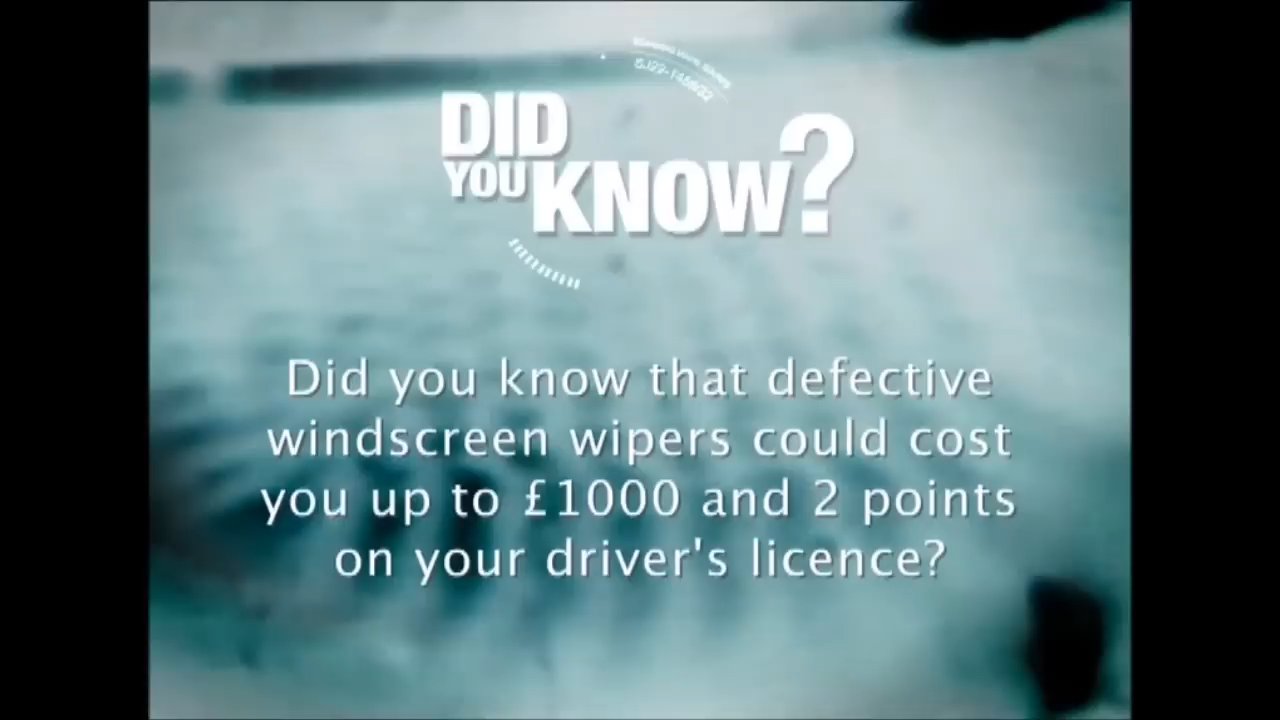 DID
YOU KNOW?
Did you know that defective
windscreen wipers could cost
you up to £1000 and 2 points
on your driver's licence?